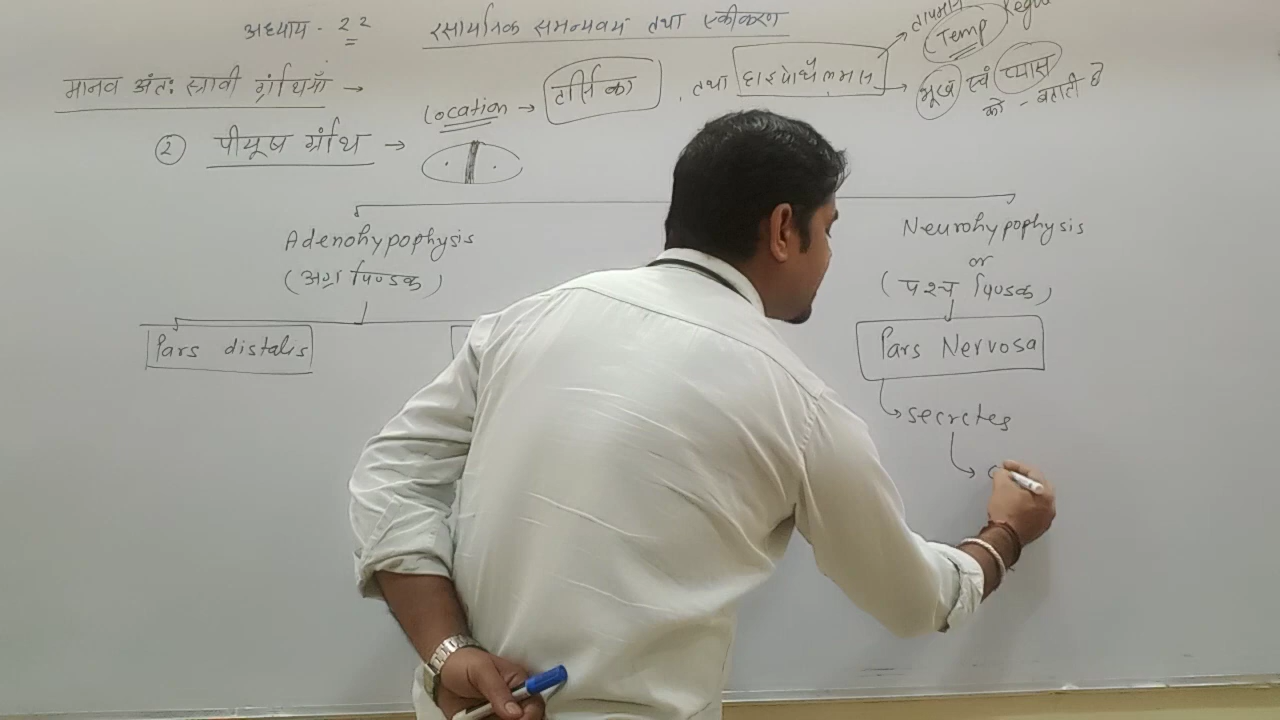 अध्याय - 22 रसायनिक समन्वयं तथा एकीकरण
मानव अंतः स्त्रावी ग्रंथियाँ →
② पीयूष ग्रंथि → Location → तथा हाइपोथैलमस
Temp
भूख एवं प्यास
को - बताती है
Adenohypophysis
(अग्र पिण्डक)
Neurohypophysis
or
(पश्च पिण्डक)
Pars distalis
Pars Nervosa
secretes